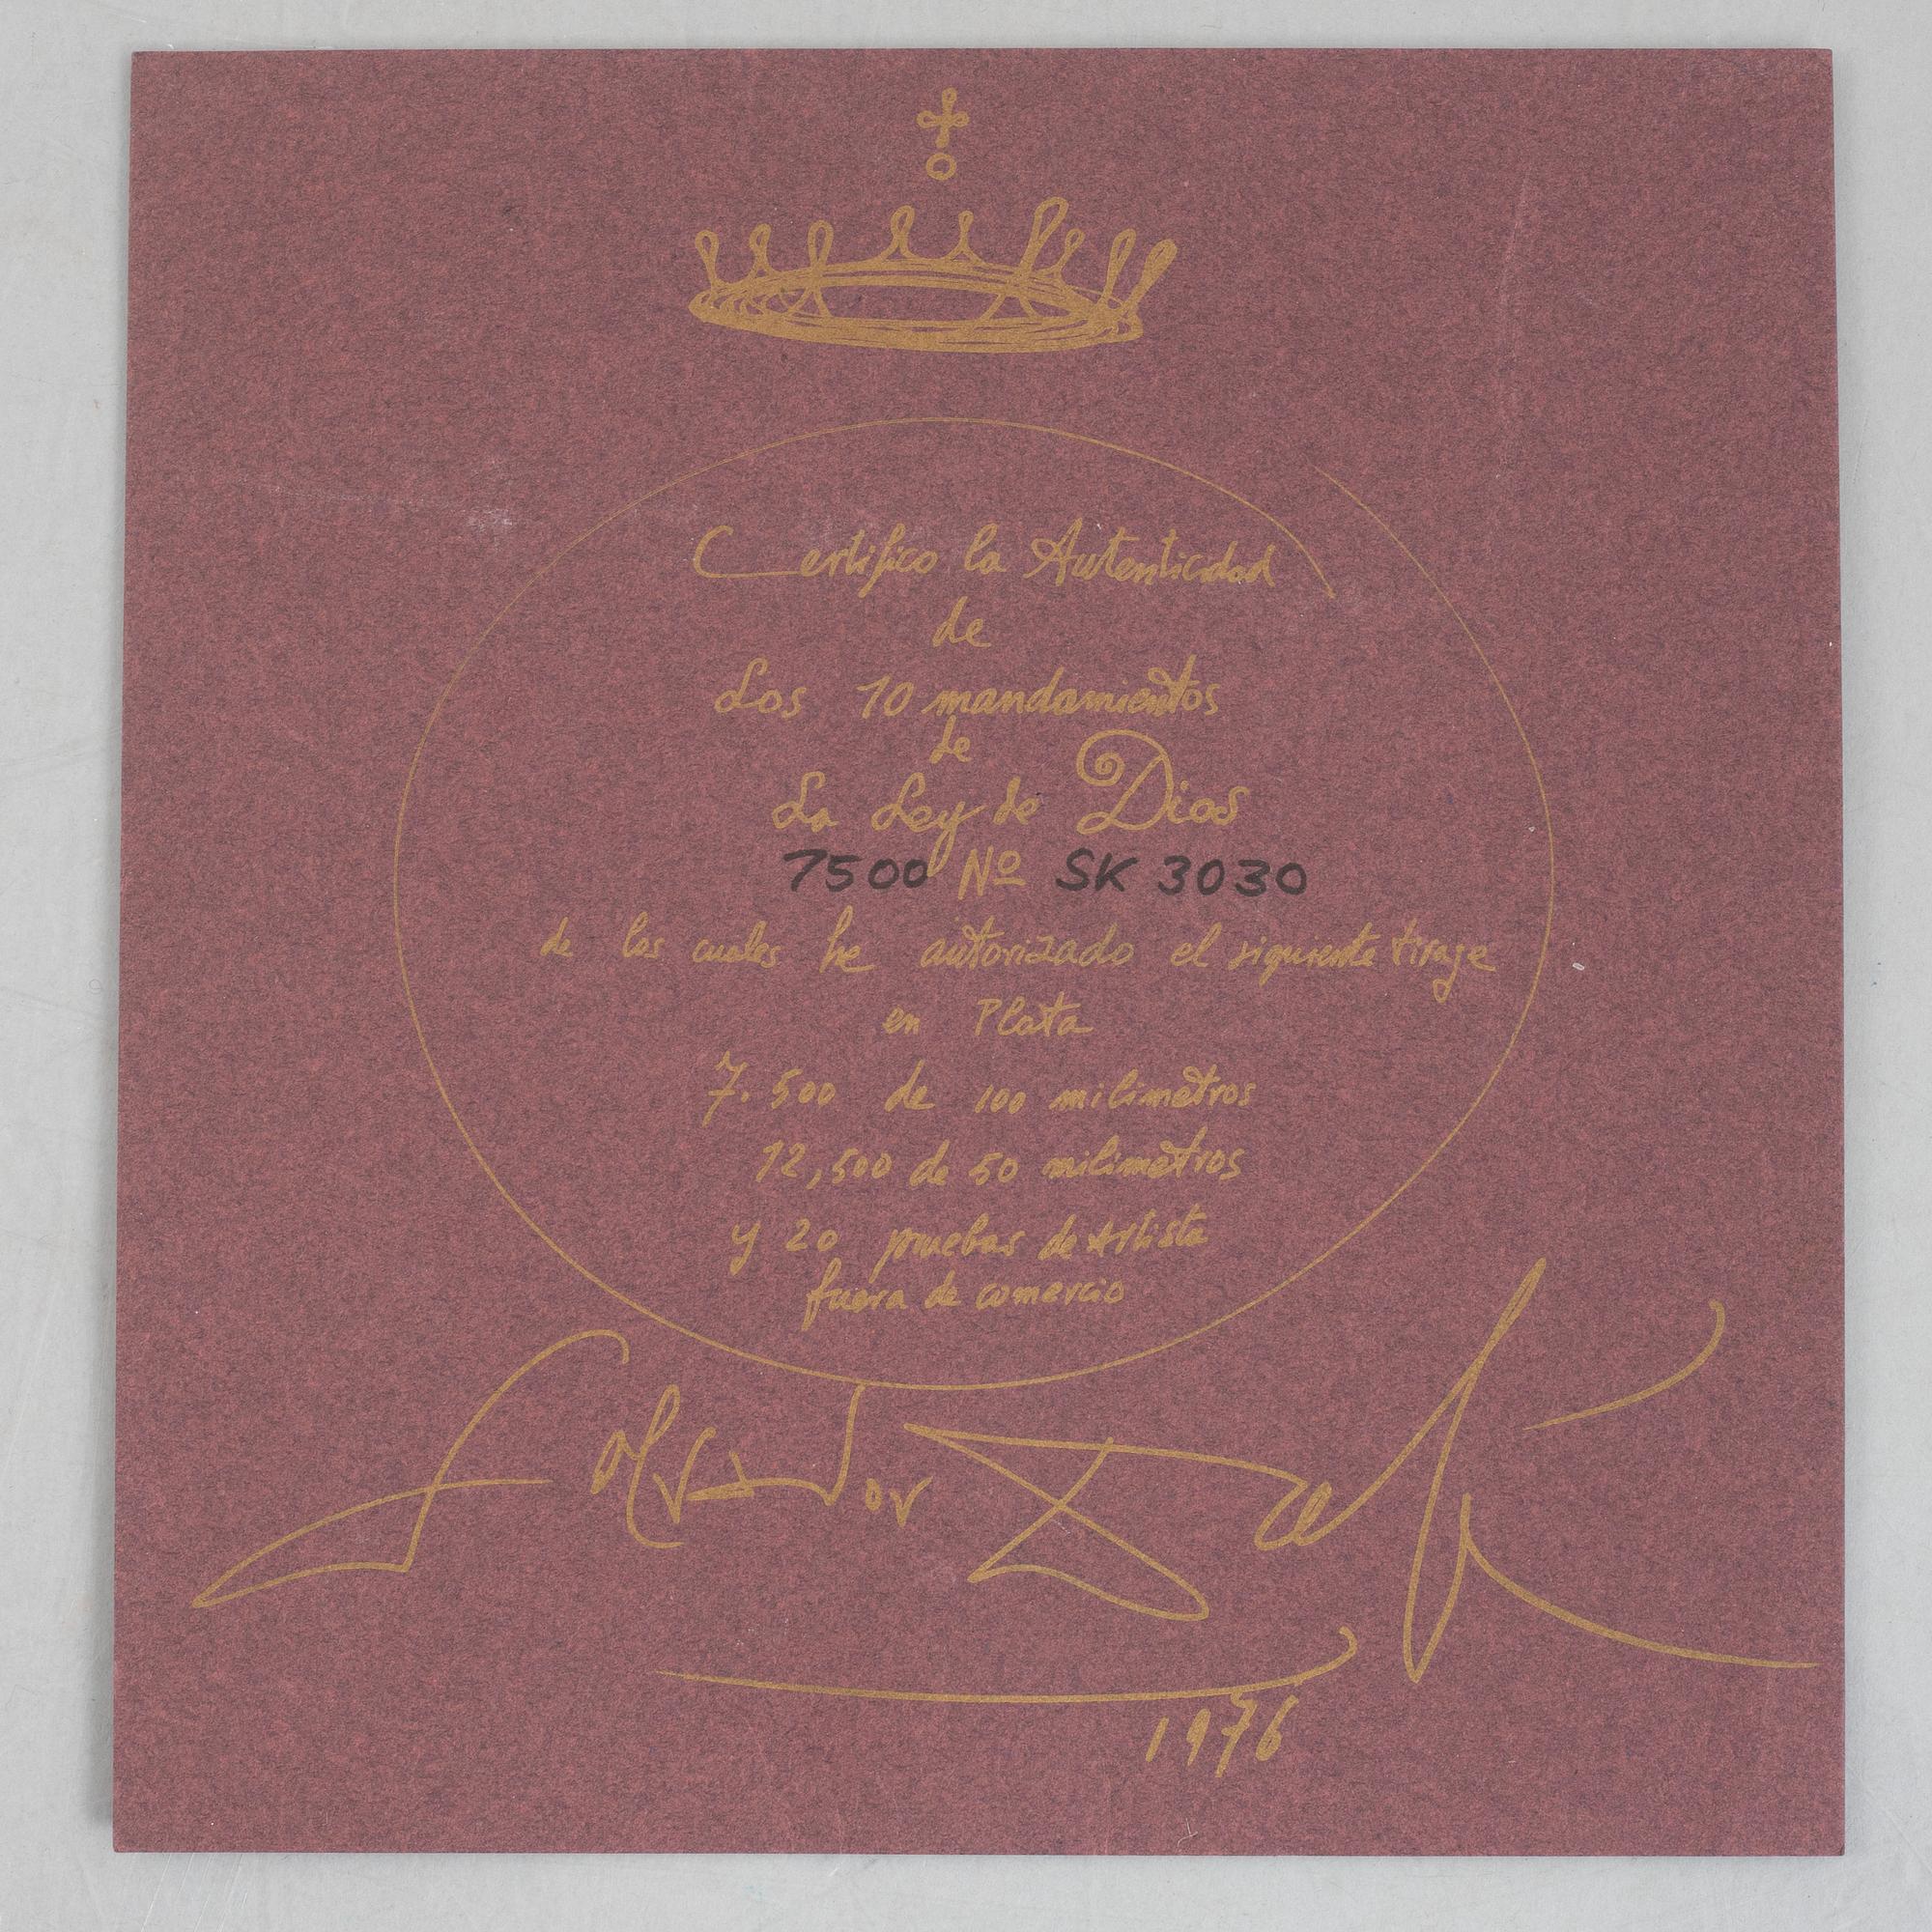 Certifico la Autenticidad
de
Los 10 mandamientos
de
La Ley de Dios
7500 Nº SK 3030
de los cuales he autorizado el siguiente tiraje
en Plata
7.500 de 100 milimetros
12,500 de 50 milimetros
y 20 pruebas de Artista
fuera de comercio
Salvador Dalí
1976